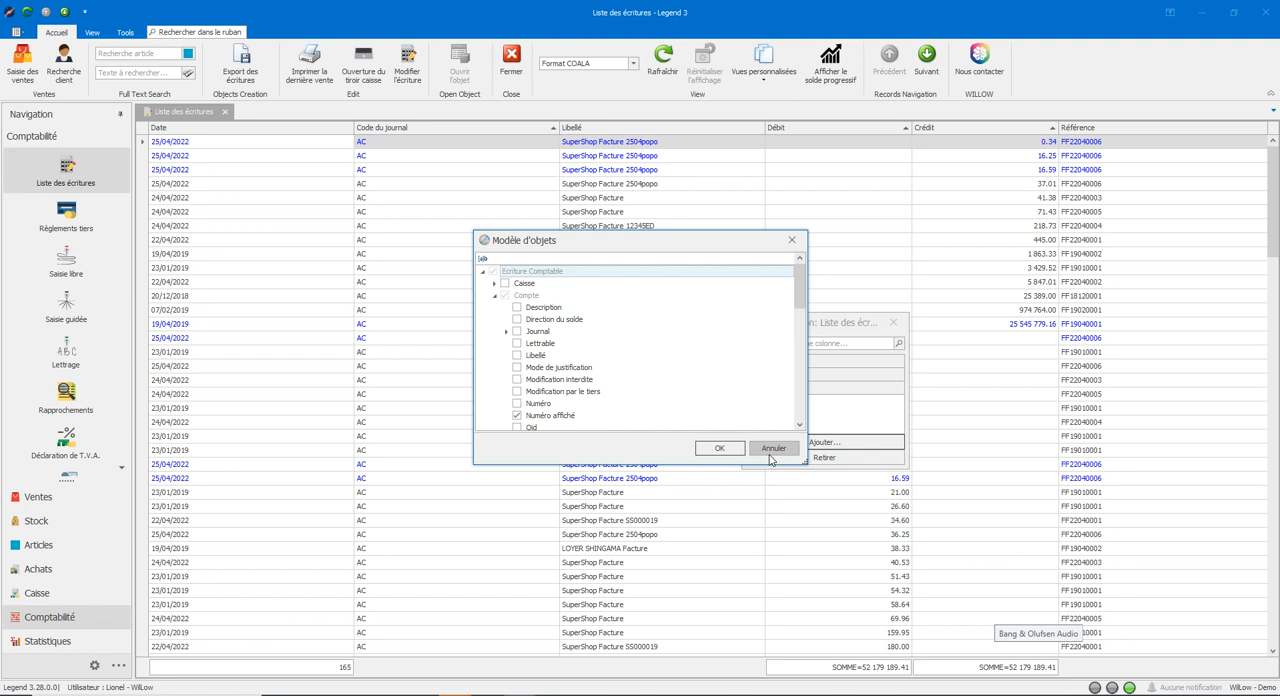 Liste des écritures - Legend 3
Accueil View Tools Rechercher dans le ruban
Saisie des ventes
Recherche client
Recherche article
Texte à rechercher...
Export des écritures
Imprimer la dernière vente
Ouverture du tiroir caisse
Modifier l'écriture
Ouvrir l'objet
Fermer
Format COALA
Rafraîchir
Réinitialiser l'affichage
Vues personnalisées
Afficher le solde progressif
Précédent
Suivant
Nous contacter
Ventes Full Text Search Objects Creation Edit Open Object Close View Records Navigation WILLOW
Navigation
Liste des écritures
Comptabilité
Liste des écritures
Règlements tiers
Saisie libre
Saisie guidée
ABC
Lettrage
Rapprochements
Déclaration de T.V.A.
Ventes
Stock
Articles
Achats
Caisse
Comptabilité
Statistiques
Date Code du journal Libellé Débit Crédit Référence
25/04/2022 AC SuperShop Facture 2504popo 0.34 FF22040006
25/04/2022 AC SuperShop Facture 2504popo 16.25 FF22040006
25/04/2022 AC SuperShop Facture 2504popo 16.59 FF22040006
25/04/2022 AC SuperShop Facture 2504popo 37.01 FF22040006
24/04/2022 AC SuperShop Facture 41.38 FF22040003
24/04/2022 AC SuperShop Facture 71.43 FF22040005
24/04/2022 AC SuperShop Facture 12345ED 218.73 FF22040004
22/04/2022 AC 445.00 FF22040001
19/04/2019 AC 1 863.33 FF19040002
23/01/2019 AC 3 429.52 FF19010001
22/04/2022 AC 5 847.01 FF22040002
20/12/2018 AC 25 389.00 FF18120001
07/02/2019 AC 974 764.00 FF19020001
19/04/2019 AC 25 545 779.16 FF19040001
25/04/2022 AC FF22040006
23/01/2019 AC FF19010001
25/04/2022 AC FF22040006
24/04/2022 AC FF22040003
24/04/2022 AC FF22040005
23/01/2019 AC FF19010001
24/04/2022 AC FF22040004
23/01/2019 AC FF19010001
23/01/2019 AC FF19010001
25/04/2022 AC SuperShop Facture 2504popo FF22040006
25/04/2022 AC SuperShop Facture 2504popo 16.59 FF22040006
23/01/2019 AC SuperShop Facture 21.00 FF19010001
23/01/2019 AC SuperShop Facture 26.60 FF19010001
22/04/2022 AC SuperShop Facture SS000019 34.60 FF22040001
25/04/2022 AC SuperShop Facture 2504popo 36.25 FF22040006
19/04/2019 AC LOYER SHINGAMA Facture 38.33 FF19040002
24/04/2022 AC SuperShop Facture 40.53 FF22040003
23/01/2019 AC SuperShop Facture 51.43 FF19010001
23/01/2019 AC SuperShop Facture 54.32 FF19010001
23/01/2019 AC SuperShop Facture 58.64 FF19010001
24/04/2022 AC SuperShop Facture 69.96 FF22040005
23/01/2019 AC SuperShop Facture 159.95
22/04/2022 AC SuperShop Facture SS000019 180.00 FF22040001
165 SOMME=52 179 189.41 SOMME=52 179 189.41
Modèle d'objets
Ecriture Comptable
Caisse
Compte
Description
Direction du solde
Journal
Lettrable
Libellé
Mode de justification
Modification interdite
Modification par le tiers
Numéro
Numéro affiché
Oid
OK Annuler
n: Liste des écr...
e colonne...
Ajouter...
Retirer
Bang & Olufsen Audio
Legend 3.28.0.0| Utilisateur : Lionel - WilLow
Aucune notification WilLow - Demo